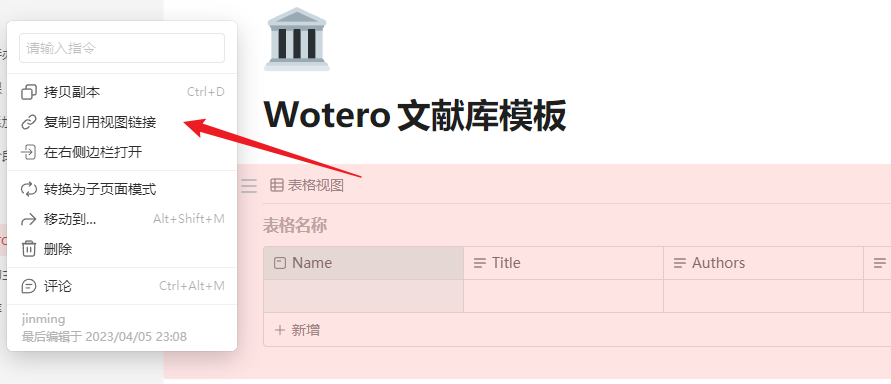 请输入指令
拷贝副本 Ctrl+D
复制引用视图链接
在右侧边栏打开
转换为子页面模式
移动到... Alt+Shift+M
删除
评论 Ctrl+Alt+M
jinming
最后编辑于 2023/04/05 23:08
Wotero 文献库模板
表格视图
表格名称
Name Title Authors
新增